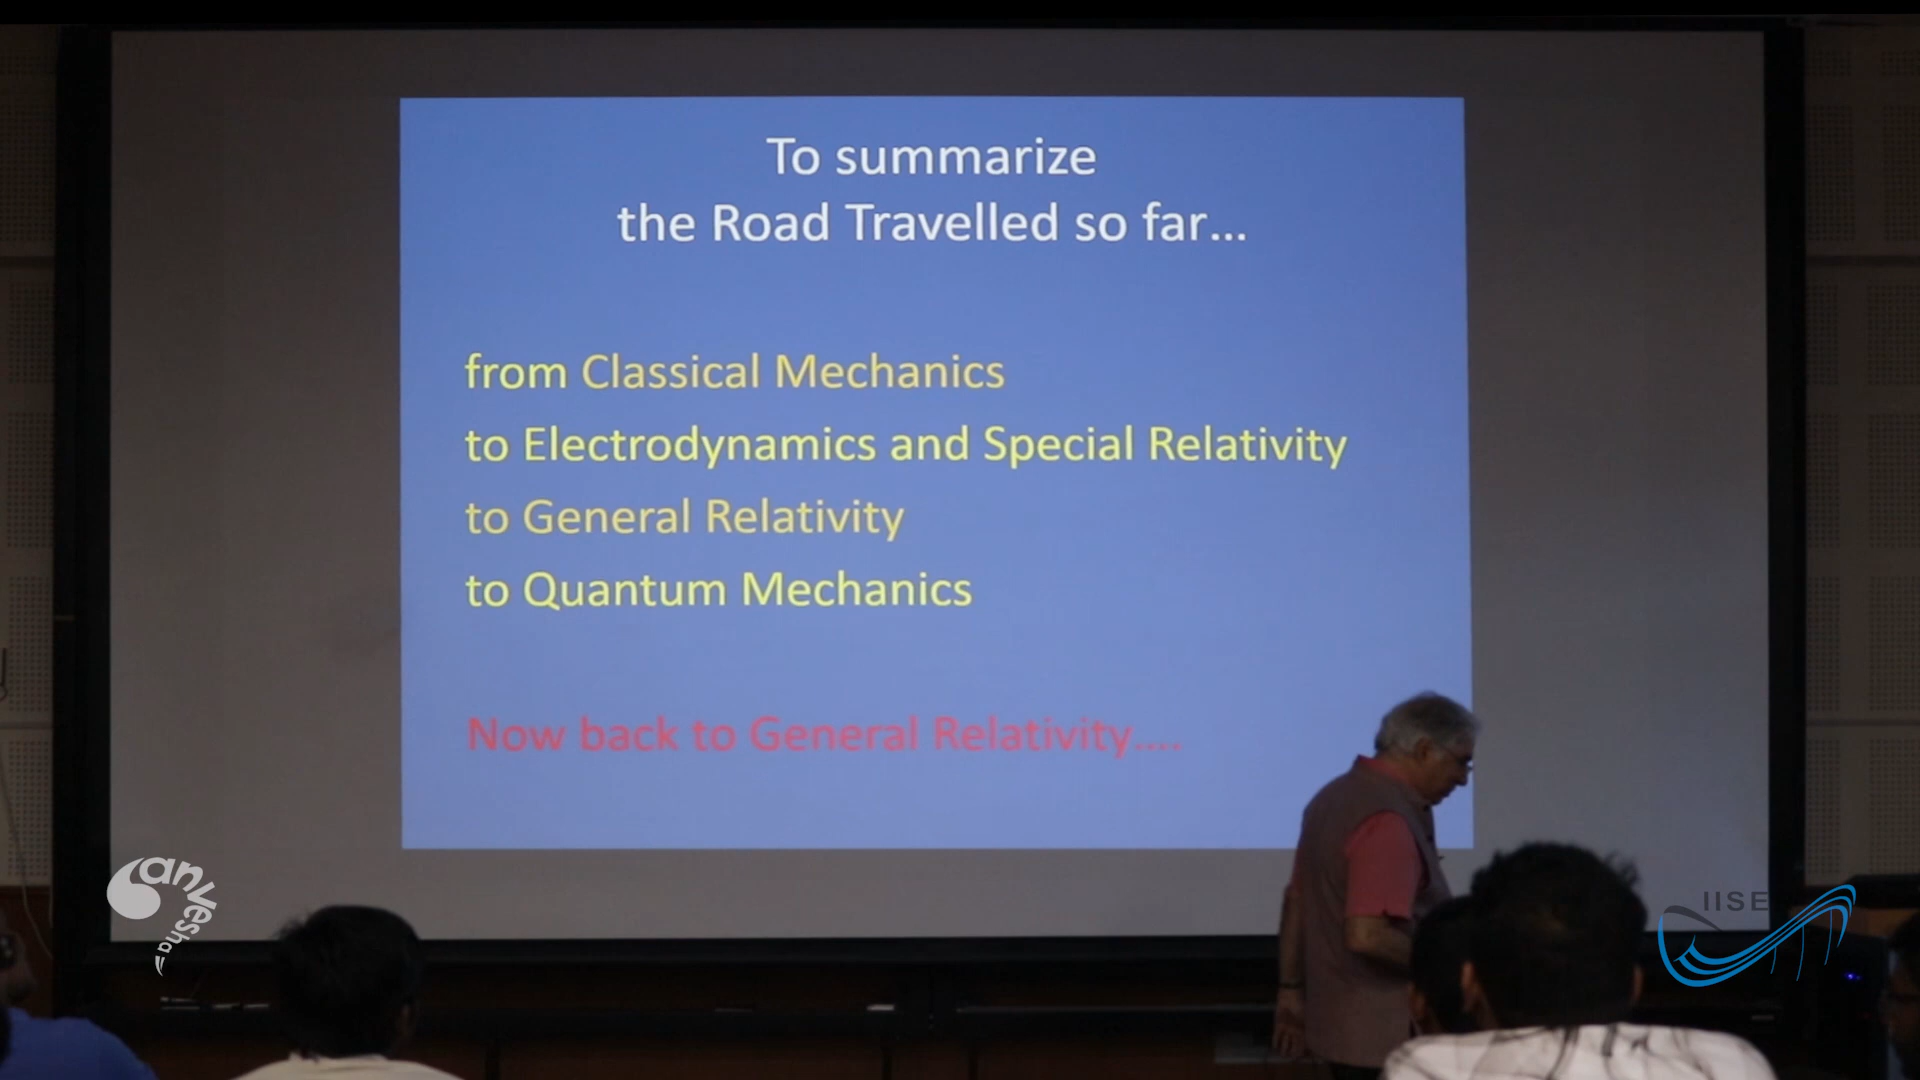 To summarize
the Road Travelled so far...
from Classical Mechanics
to Electrodynamics and Special Relativity
to General Relativity
to Quantum Mechanics
Now back to General Relativity....
anvesha
IISE